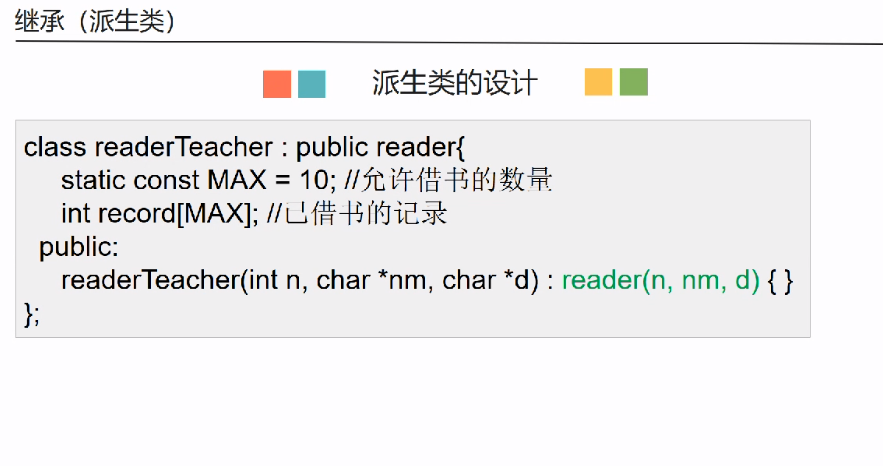 继承（派生类）
派生类的设计
class readerTeacher : public reader{
static const MAX = 10; //允许借书的数量
int record[MAX]; //已借书的记录
public:
readerTeacher(int n, char *nm, char *d) : reader(n, nm, d) { }
};